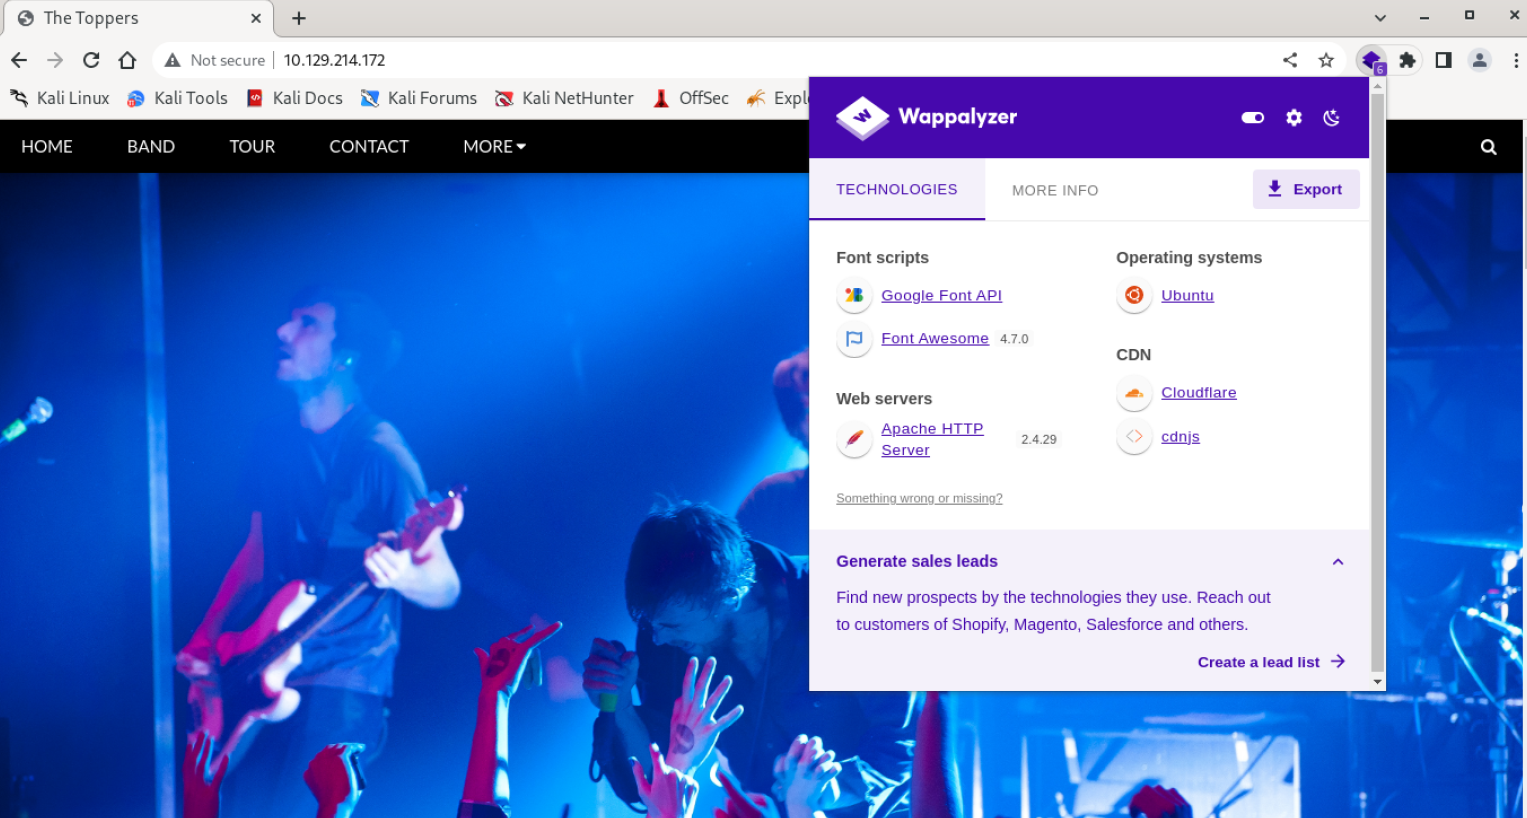 The Toppers
Not secure 10.129.214.172
6
Kali Linux Kali Tools Kali Docs Kali Forums Kali NetHunter OffSec
HOME BAND TOUR CONTACT MORE
Wappalyzer
TECHNOLOGIES MORE INFO Export
Font scripts
Google Font API
Font Awesome 4.7.0
Web servers
Apache HTTP
Server 2.4.29
Operating systems
Ubuntu
CDN
Cloudflare
cdnjs
Something wrong or missing?
Generate sales leads
Find new prospects by the technologies they use. Reach out
to customers of Shopify, Magento, Salesforce and others.
Create a lead list